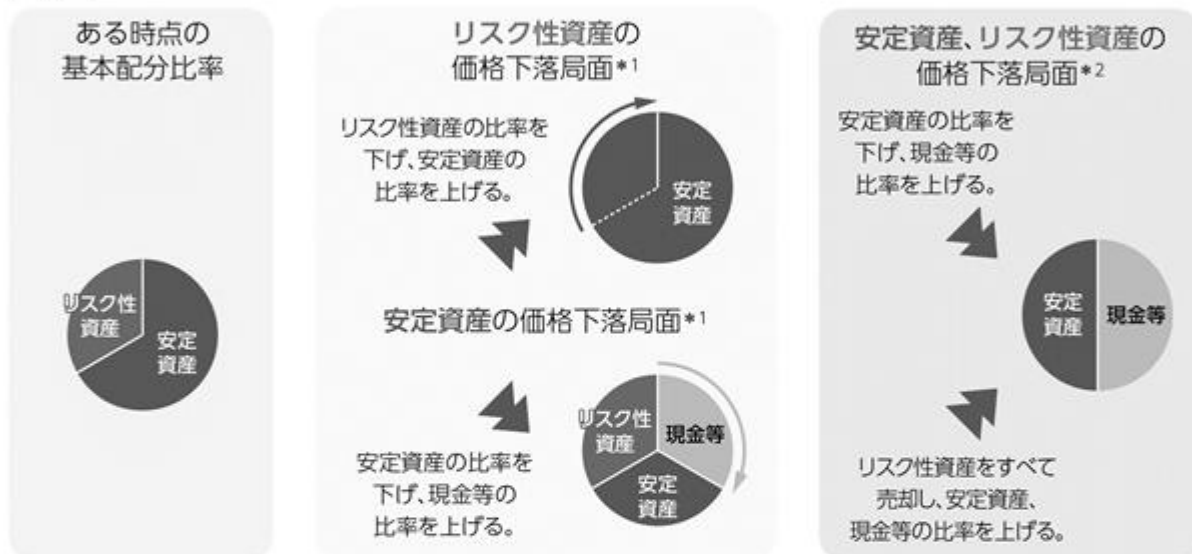 ある時点の
基本配分比率
リスク性
資産
安定
資産
リスク性資産の
価格下落局面*1
リスク性資産の比率を
下げ、安定資産の
比率を上げる。
安定
資産
安定資産の価格下落局面*1
安定資産の比率を
下げ、現金等の
比率を上げる。
リスク性
資産
現金等
安定
資産
安定資産、リスク性資産の
価格下落局面*2
安定資産の比率を
下げ、現金等の
比率を上げる。
安定
資産
現金等
リスク性資産をすべて
売却し、安定資産、
現金等の比率を上げる。